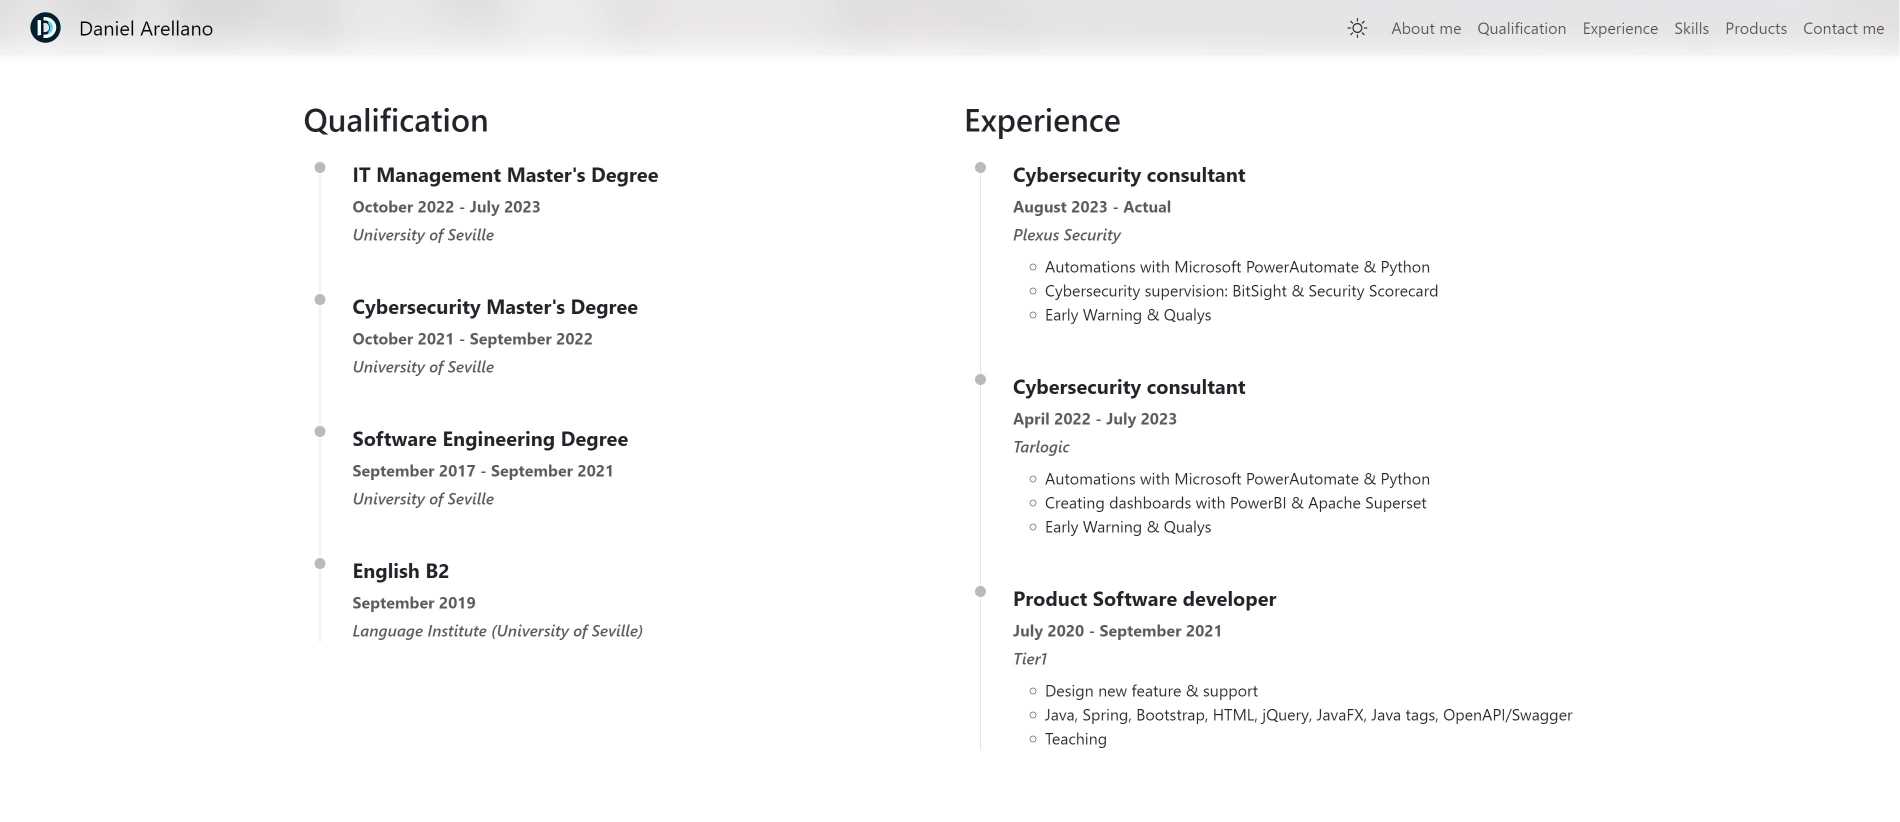 Daniel Arellano
About me
Qualification
Experience
Skills
Products
Contact me
Qualification
IT Management Master's Degree
October 2022 - July 2023
University of Seville
Cybersecurity Master's Degree
October 2021 - September 2022
University of Seville
Software Engineering Degree
September 2017 - September 2021
University of Seville
English B2
September 2019
Language Institute (University of Seville)
Experience
Cybersecurity consultant
August 2023 - Actual
Plexus Security
Automations with Microsoft PowerAutomate & Python
Cybersecurity supervision: BitSight & Security Scorecard
Early Warning & Qualys
Cybersecurity consultant
April 2022 - July 2023
Tarlogic
Automations with Microsoft PowerAutomate & Python
Creating dashboards with PowerBI & Apache Superset
Early Warning & Qualys
Product Software developer
July 2020 - September 2021
Tier1
Design new feature & support
Java, Spring, Bootstrap, HTML, jQuery, JavaFX, Java tags, OpenAPI/Swagger
Teaching